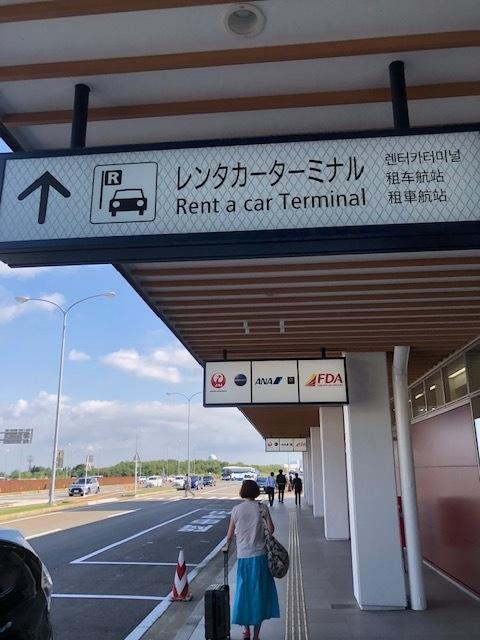 R
レンタカーターミナル
Rent a car Terminal
렌터카터미널
租车航站
租車航站
ANA
FDA